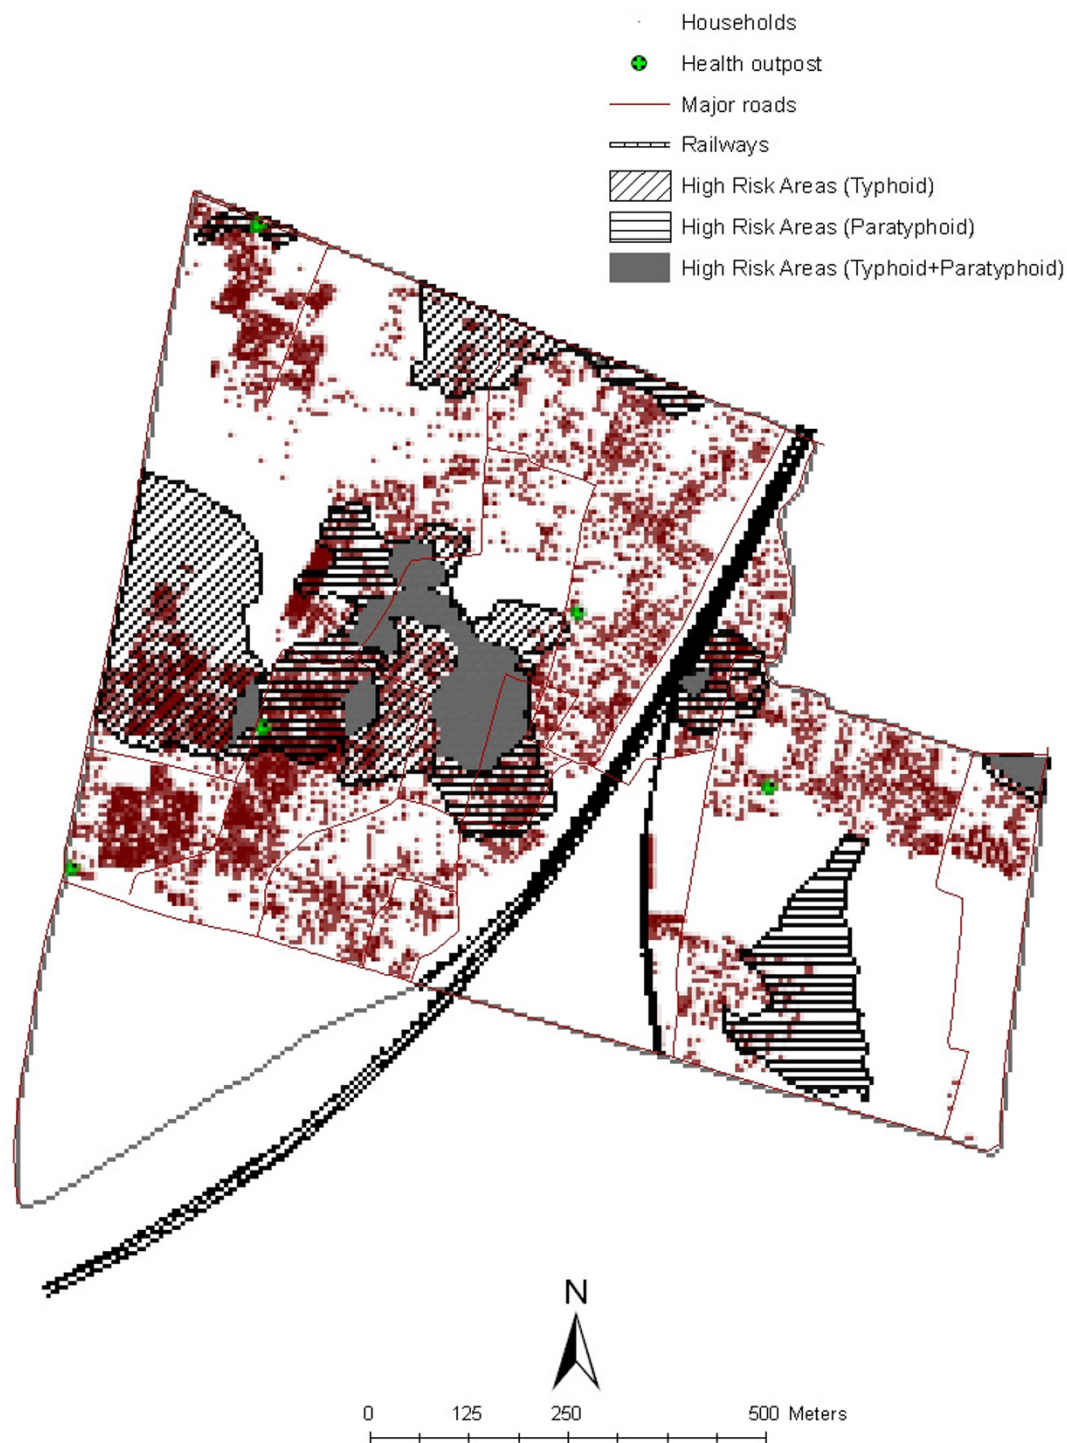 Households
Health outpost
Major roads
Railways
High Risk Areas (Typhoid)
High Risk Areas (Paratyphoid)
High Risk Areas (Typhoid+Paratyphoid)
N
0 125 250 500 Meters